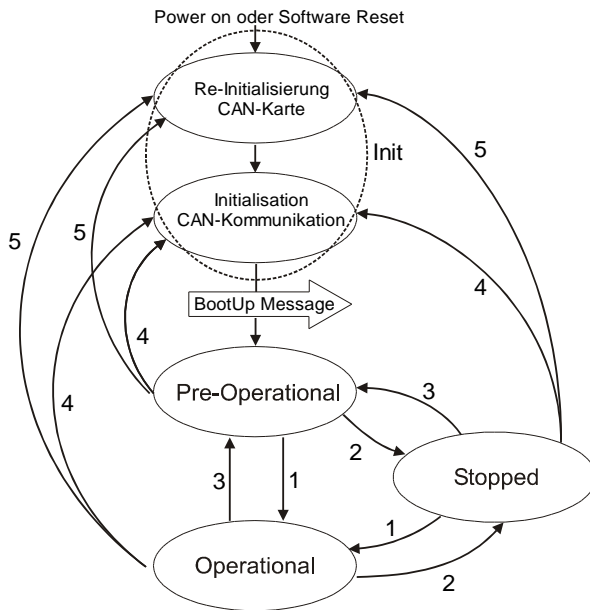 Power on oder Software Reset
Re-Initialisierung
CAN-Karte
Init
5
Initialisation
CAN-Kommunikation
5
5
4
BootUp Message
4
4
Pre-Operational
3
2
Stopped
3
1
1
Operational
2